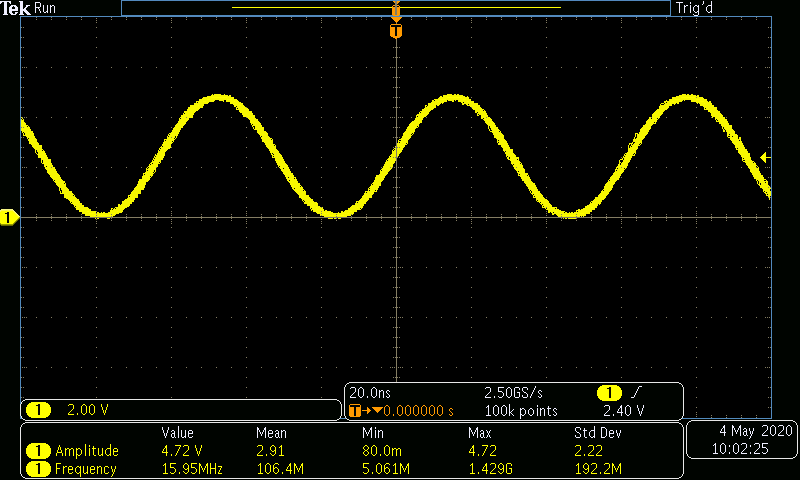 Tek Run Trig'd
T
T
1
20.0ns 2.50GS/s 1
T→▼0.000000 s 100k points 2.40 V
1 2.00 V
Value Mean Min Max Std Dev
1 Amplitude 4.72 V 2.91 80.0m 4.72 2.22
1 Frequency 15.95MHz 106.4M 5.061M 1.429G 192.2M
4 May 2020
10:02:25